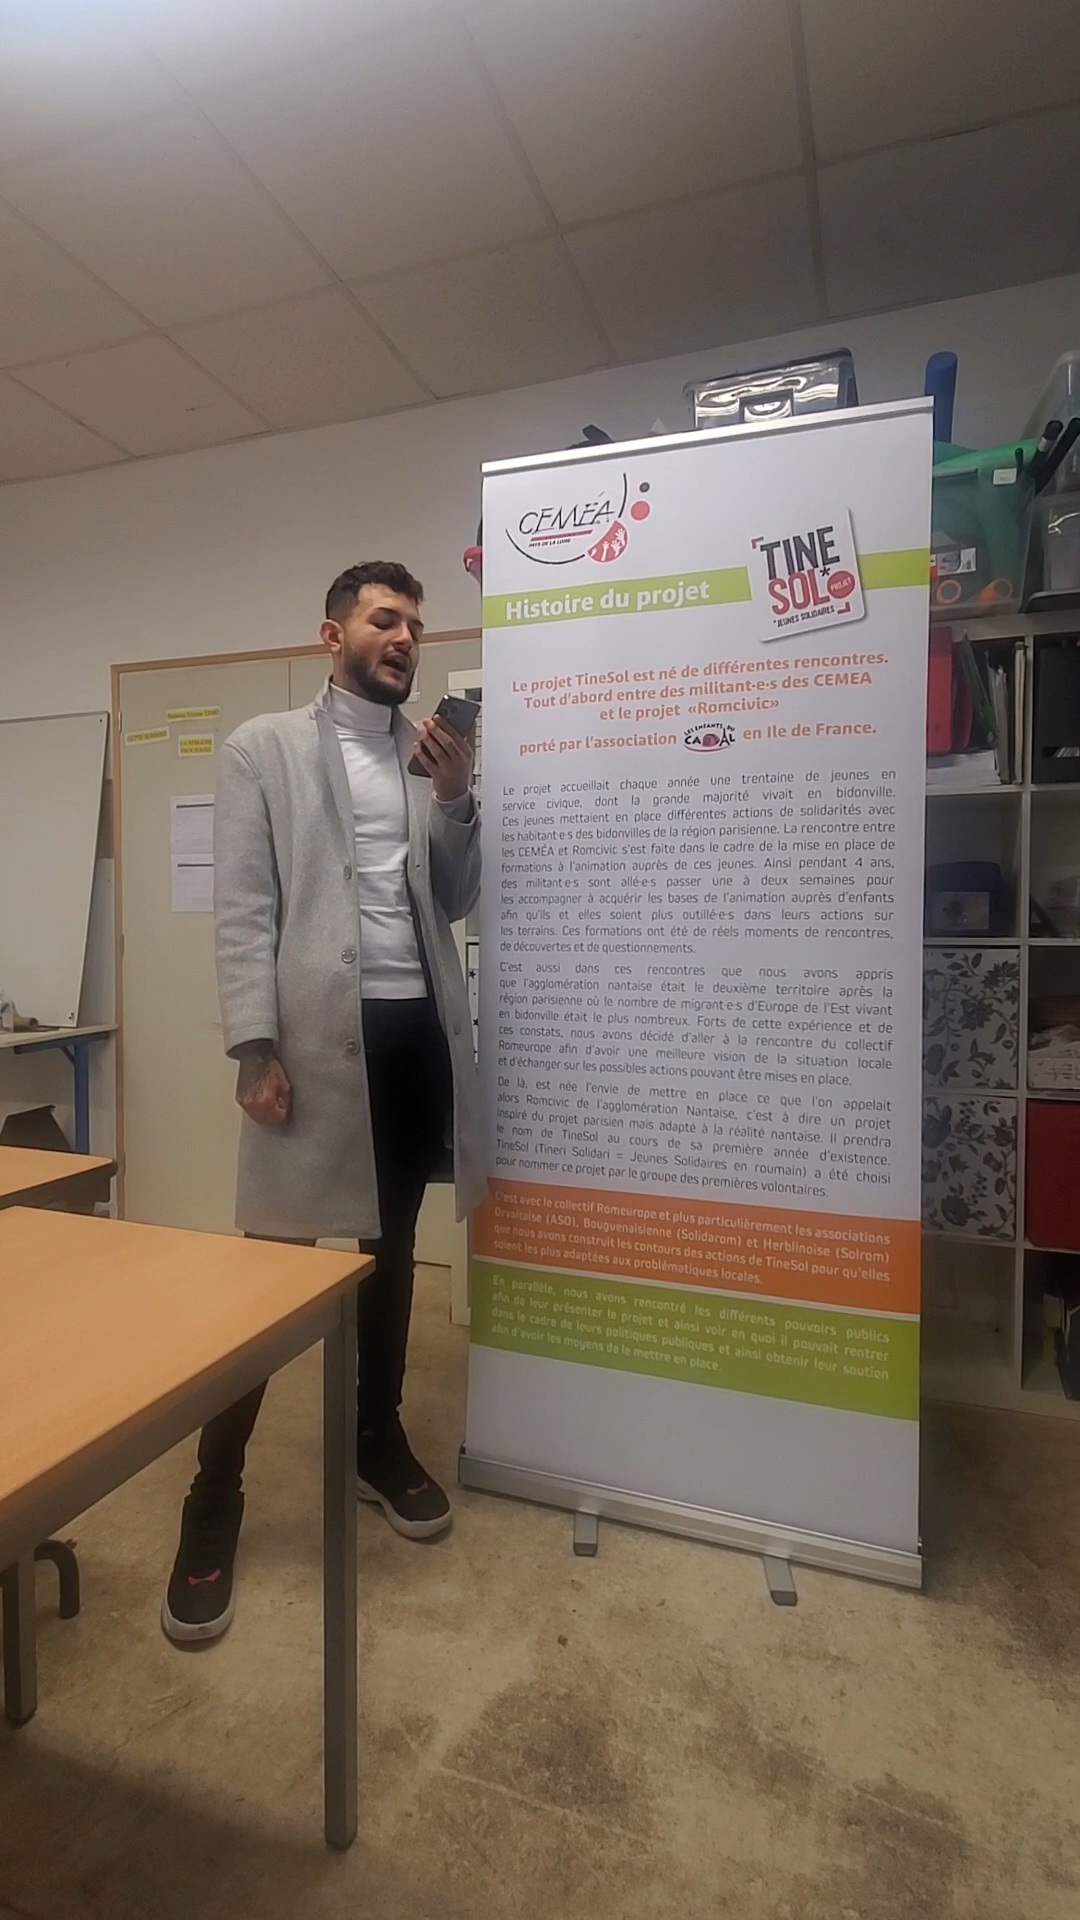 CEMÉA
PAYS DE LA LOIRE
TINE
SOL*
PROJET
*JEUNES SOLIDAIRES
Histoire du projet
Le projet TineSol est né de différentes rencontres.
Tout d'abord entre des militant·e·s des CEMEA
et le projet «Romcivic»
porté par l'association LES ENFANTS DU CANAL en Ile de France.
Le projet accueillait chaque année une trentaine de jeunes en
service civique, dont la grande majorité vivait en bidonville.
Ces jeunes mettaient en place différentes actions de solidarités avec
les habitant·e·s des bidonvilles de la région parisienne. La rencontre entre
les CEMÉA et Romcivic s'est faite dans le cadre de la mise en place de
formations à l'animation auprès de ces jeunes. Ainsi pendant 4 ans,
des militant·e·s sont allé·e·s passer une à deux semaines pour
les accompagner à acquérir les bases de l'animation auprès d'enfants
afin qu'ils et elles soient plus outillé·e·s dans leurs actions sur
les terrains. Ces formations ont été de réels moments de rencontres,
de découvertes et de questionnements.
C'est aussi dans ces rencontres que nous avons appris
que l'agglomération nantaise était le deuxième territoire après la
région parisienne où le nombre de migrant·e·s d'Europe de l'Est vivant
en bidonville était le plus nombreux. Forts de cette expérience et de
ces constats, nous avons décidé d'aller à la rencontre du collectif
Romeurope afin d'avoir une meilleure vision de la situation locale
et d'échanger sur les possibles actions pouvant être mises en place.
De là, est née l'envie de mettre en place ce que l'on appelait
alors Romcivic de l'agglomération Nantaise, c'est à dire un projet
inspiré du projet parisien mais adapté à la réalité nantaise. Il prendra
le nom de TineSol au cours de sa première année d'existence.
TineSol (Tineri Solidari = Jeunes Solidaires en roumain) a été choisi
pour nommer ce projet par le groupe des premières volontaires.
C'est avec le collectif Romeurope et plus particulièrement les associations
Orvaltaise (ASO), Bouguenaisienne (Solidarom) et Herblinoise (Solrom)
que nous avons construit les contours des actions de TineSol pour qu'elles
soient les plus adaptées aux problématiques locales.
En parallèle, nous avons rencontré les différents pouvoirs publics
afin de leur présenter le projet et ainsi voir en quoi il pouvait rentrer
dans le cadre de leurs politiques publiques et ainsi obtenir leur soutien
afin d'avoir les moyens de le mettre en place.
CETTE SEMAINE
LA SEMAINE
PROCHAINE